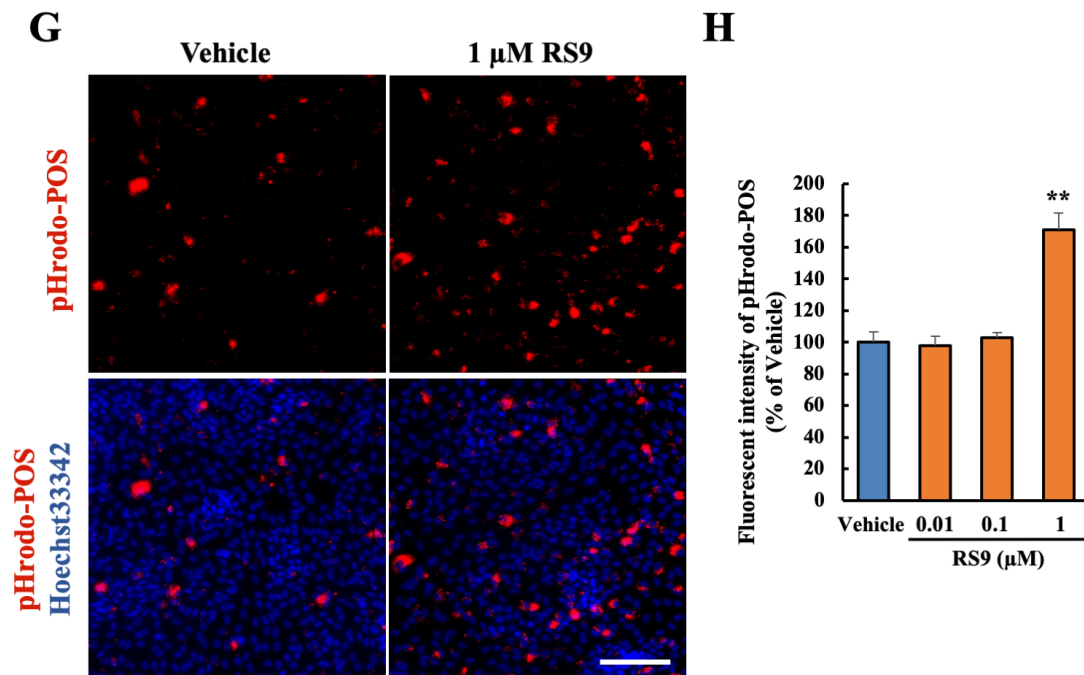 G
Vehicle
1 μM RS9
pHrodo-POS
pHrodo-POS
Hoechst33342
H
Fluorescent intensity of pHrodo-POS
(% of Vehicle)
200
180
160
140
120
100
80
60
40
20
0
**
Vehicle 0.01 0.1 1
RS9 (μM)